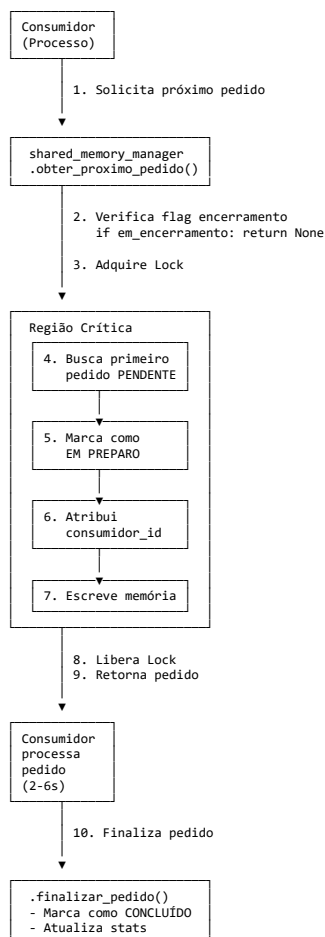 Consumidor
(Processo)
1. Solicita próximo pedido
shared_memory_manager
.obter_proximo_pedido()
2. Verifica flag encerramento
if em_encerramento: return None
3. Adquire Lock
Região Crítica
4. Busca primeiro
pedido PENDENTE
5. Marca como
EM PREPARO
6. Atribui
consumidor_id
7. Escreve memória
8. Libera Lock
9. Retorna pedido
Consumidor
processa
pedido
(2-6s)
10. Finaliza pedido
.finalizar_pedido()
- Marca como CONCLUÍDO
- Atualiza stats